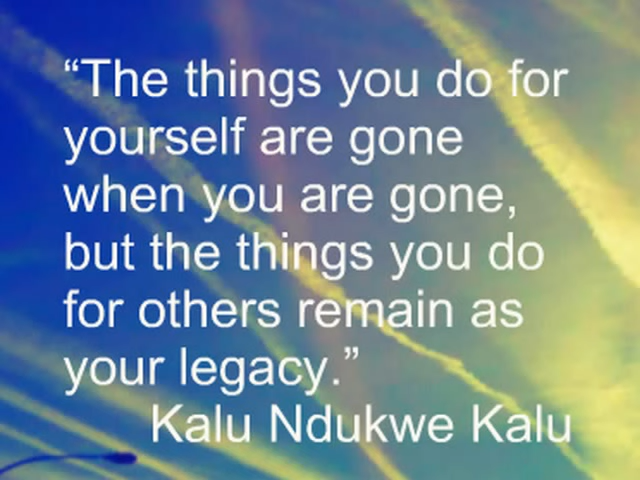 “The things you do for
yourself are gone
when you are gone,
but the things you do
for others remain as
your legacy.”
Kalu Ndukwe Kalu